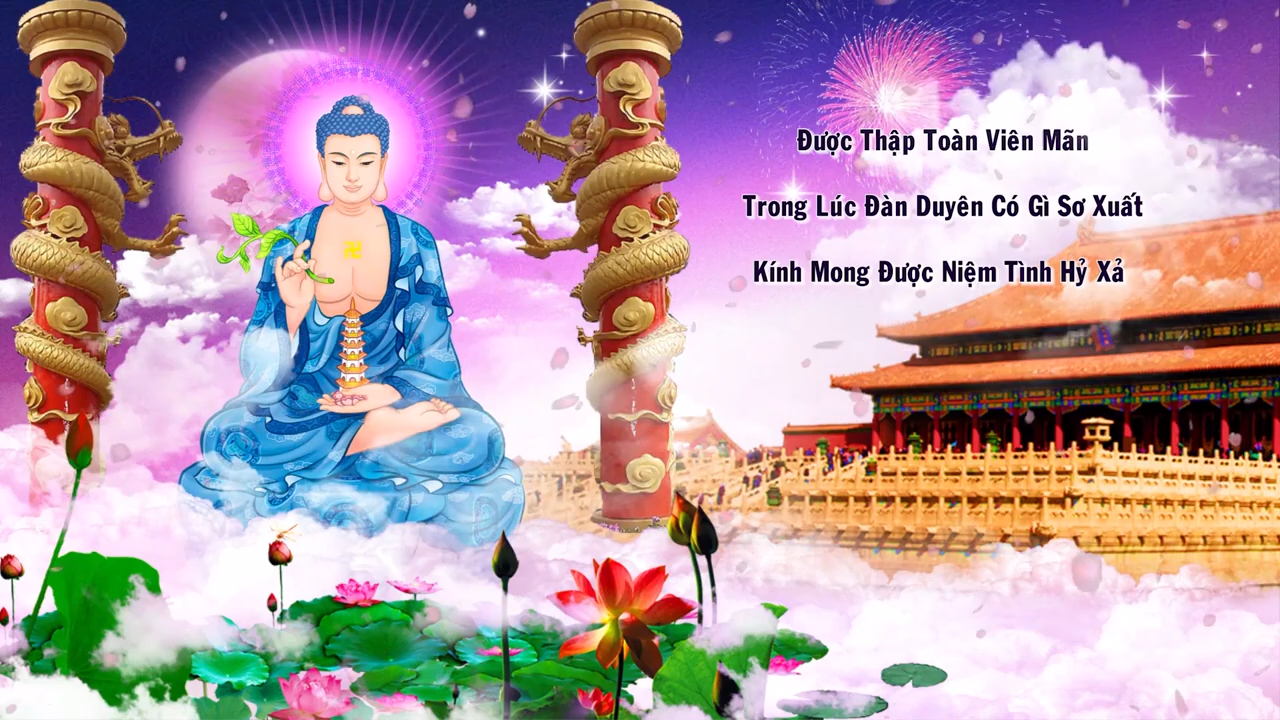 Được Thập Toàn Viên Mãn
Trong Lúc Đàn Duyên Có Gì Sơ Xuất
Kính Mong Được Niệm Tình Hỷ Xả